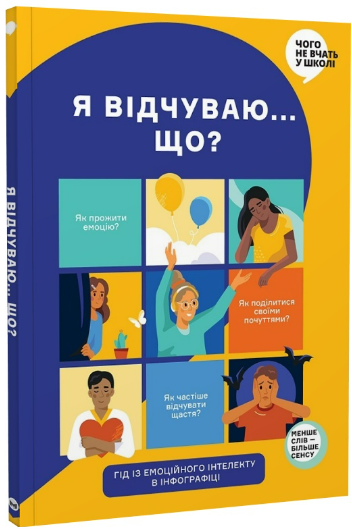 ЧОГО
НЕ ВЧАТЬ
У ШКОЛІ
Я ВІДЧУВАЮ...
ЩО?
Як прожити
емоцію?
Як поділитися
своїми
почуттями?
Як частіше
відчувати
щастя?
МЕНШЕ
СЛІВ —
БІЛЬШЕ
СЕНСУ
ГІД ІЗ ЕМОЦІЙНОГО ІНТЕЛЕКТУ
В ІНФОГРАФІЦІ
Я ВІДЧУВАЮ... ЩО?